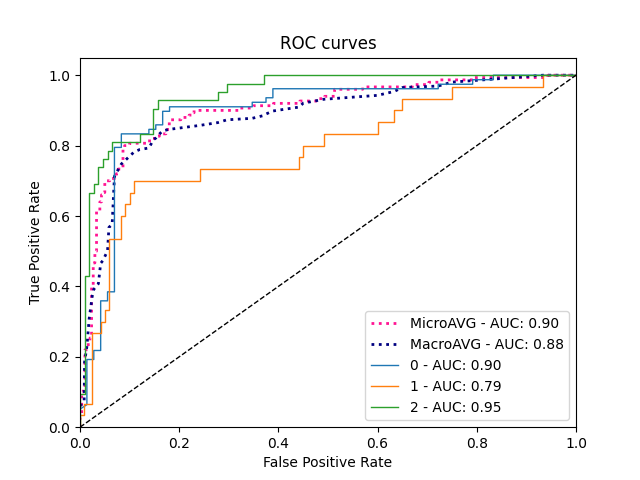 ROC curves
True Positive Rate
1.0
0.8
0.6
0.4
0.2
0.0
MicroAVG - AUC: 0.90
MacroAVG - AUC: 0.88
0 - AUC: 0.90
1 - AUC: 0.79
2 - AUC: 0.95
0.0 0.2 0.4 0.6 0.8 1.0
False Positive Rate